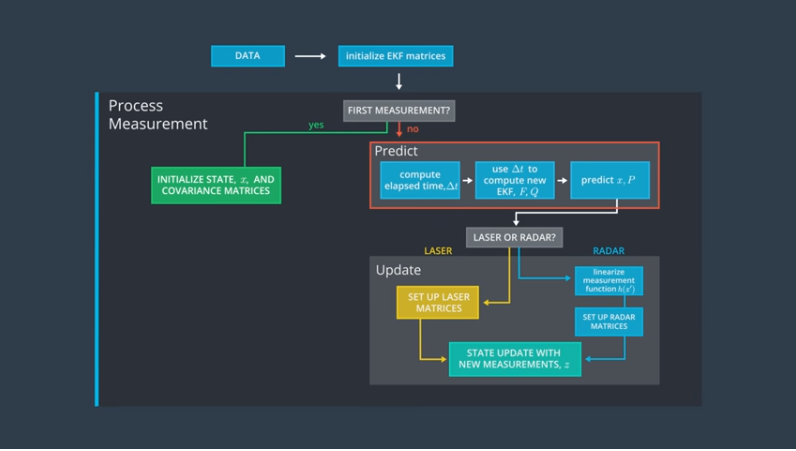 DATA
initialize EKF matrices
Process
Measurement
FIRST MEASUREMENT?
yes
no
INITIALIZE STATE, x, AND
COVARIANCE MATRICES
Predict
compute
elapsed time, Δt
use Δt to
compute new
EKF, F, Q
predict x, P
LASER OR RADAR?
LASER
RADAR
Update
SET UP LASER
MATRICES
linearize
measurement
function h(x')
SET UP RADAR
MATRICES
STATE UPDATE WITH
NEW MEASUREMENTS, z